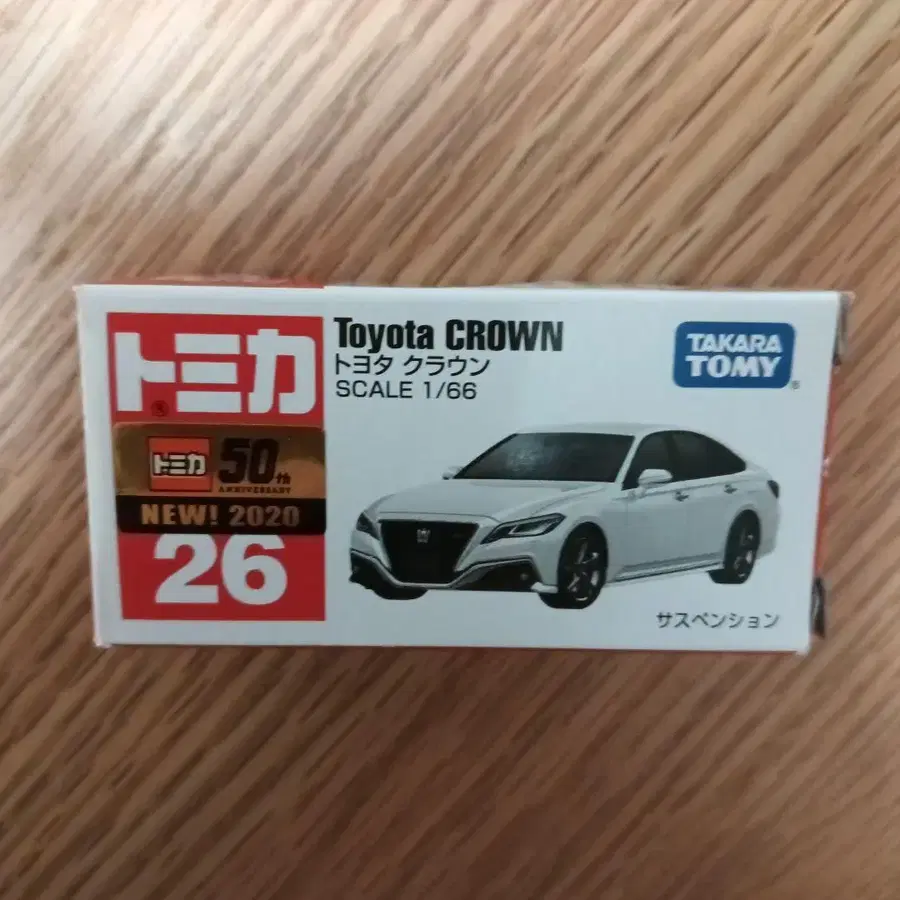 トミカ
Toyota CROWN
トヨタ クラウン
SCALE 1/66
TAKARA
TOMY
®
トミカ 50th
ANNIVERSARY
NEW! 2020
26
サスペンション